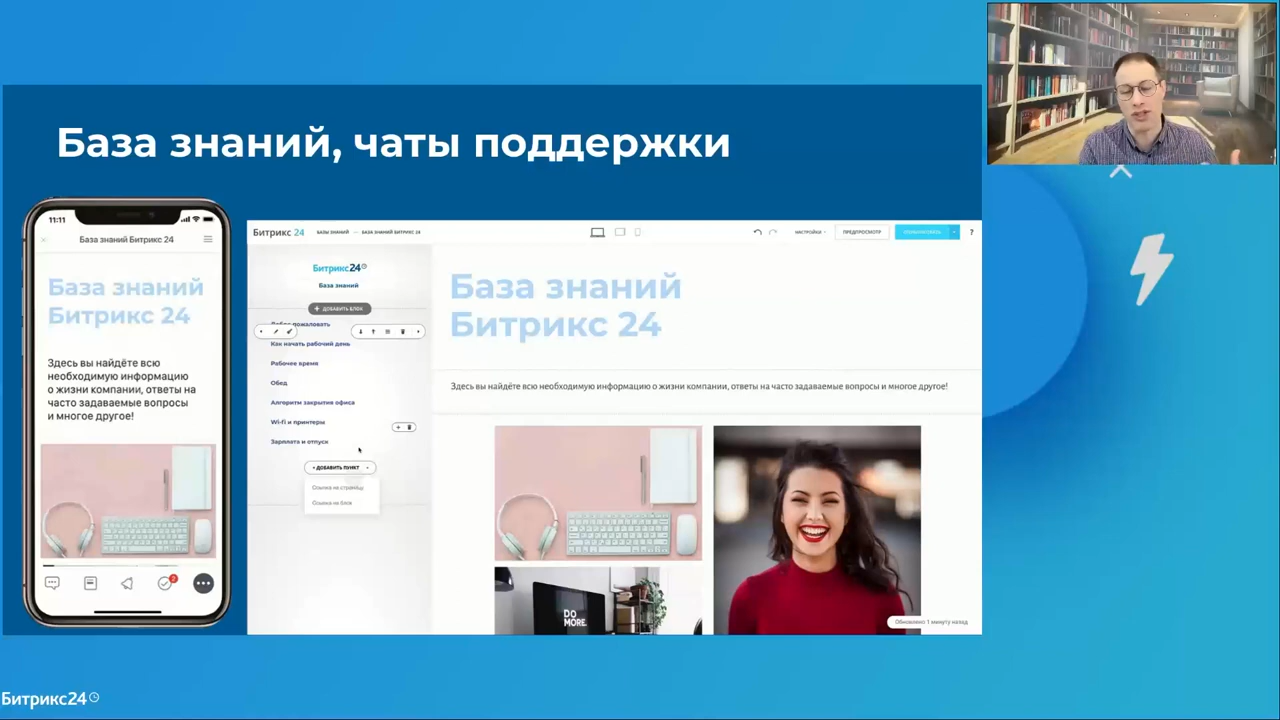 База знаний, чаты поддержки
11:11
База знаний Битрикс 24
База знаний
Битрикс 24
Здесь вы найдёте всю
необходимую информацию
о жизни компании, ответы на
часто задаваемые вопросы
и многое другое!
2
Битрикс 24
БАЗЫ ЗНАНИЙ — БАЗА ЗНАНИЙ БИТРИКС 24
НАСТРОЙКИ
ПРЕДПРОСМОТР
?
Битрикс24
База знаний
+ ДОБАВИТЬ БЛОК
Добро пожаловать
Как начать рабочий день
Рабочее время
Обед
Алгоритм закрытия офиса
Wi-fi и принтеры
Зарплата и отпуск
+ ДОБАВИТЬ ПУНКТ
Ссылка на страницу
Ссылка на блок
База знаний
Битрикс 24
Здесь вы найдёте всю необходимую информацию о жизни компании, ответы на часто задаваемые вопросы и многое другое!
DO
MORE.
Обновлено 1 минуту назад
Битрикс24